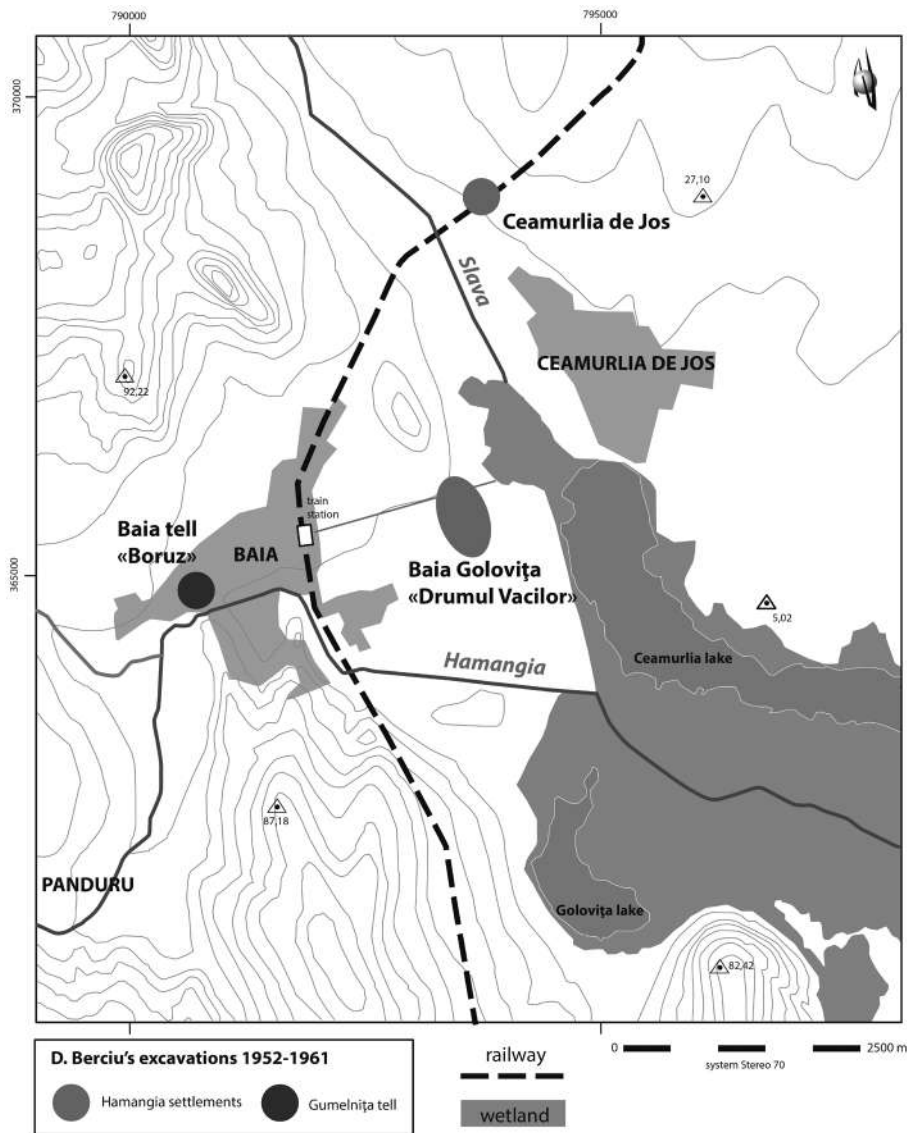 790000
795000
370000
27,10
Ceamurlia de Jos
Slava
CEAMURLIA DE JOS
92,22
train
station
Baia tell
«Boruz»
BAIA
365000
Baia Goloviţa
«Drumul Vacilor»
5,02
Ceamurlia lake
Hamangia
87,18
PANDURU
Goloviţa lake
82,42
D. Berciu's excavations 1952-1961
Hamangia settlements
Gumelniţa tell
railway
wetland
0
2500 m
system Stereo 70